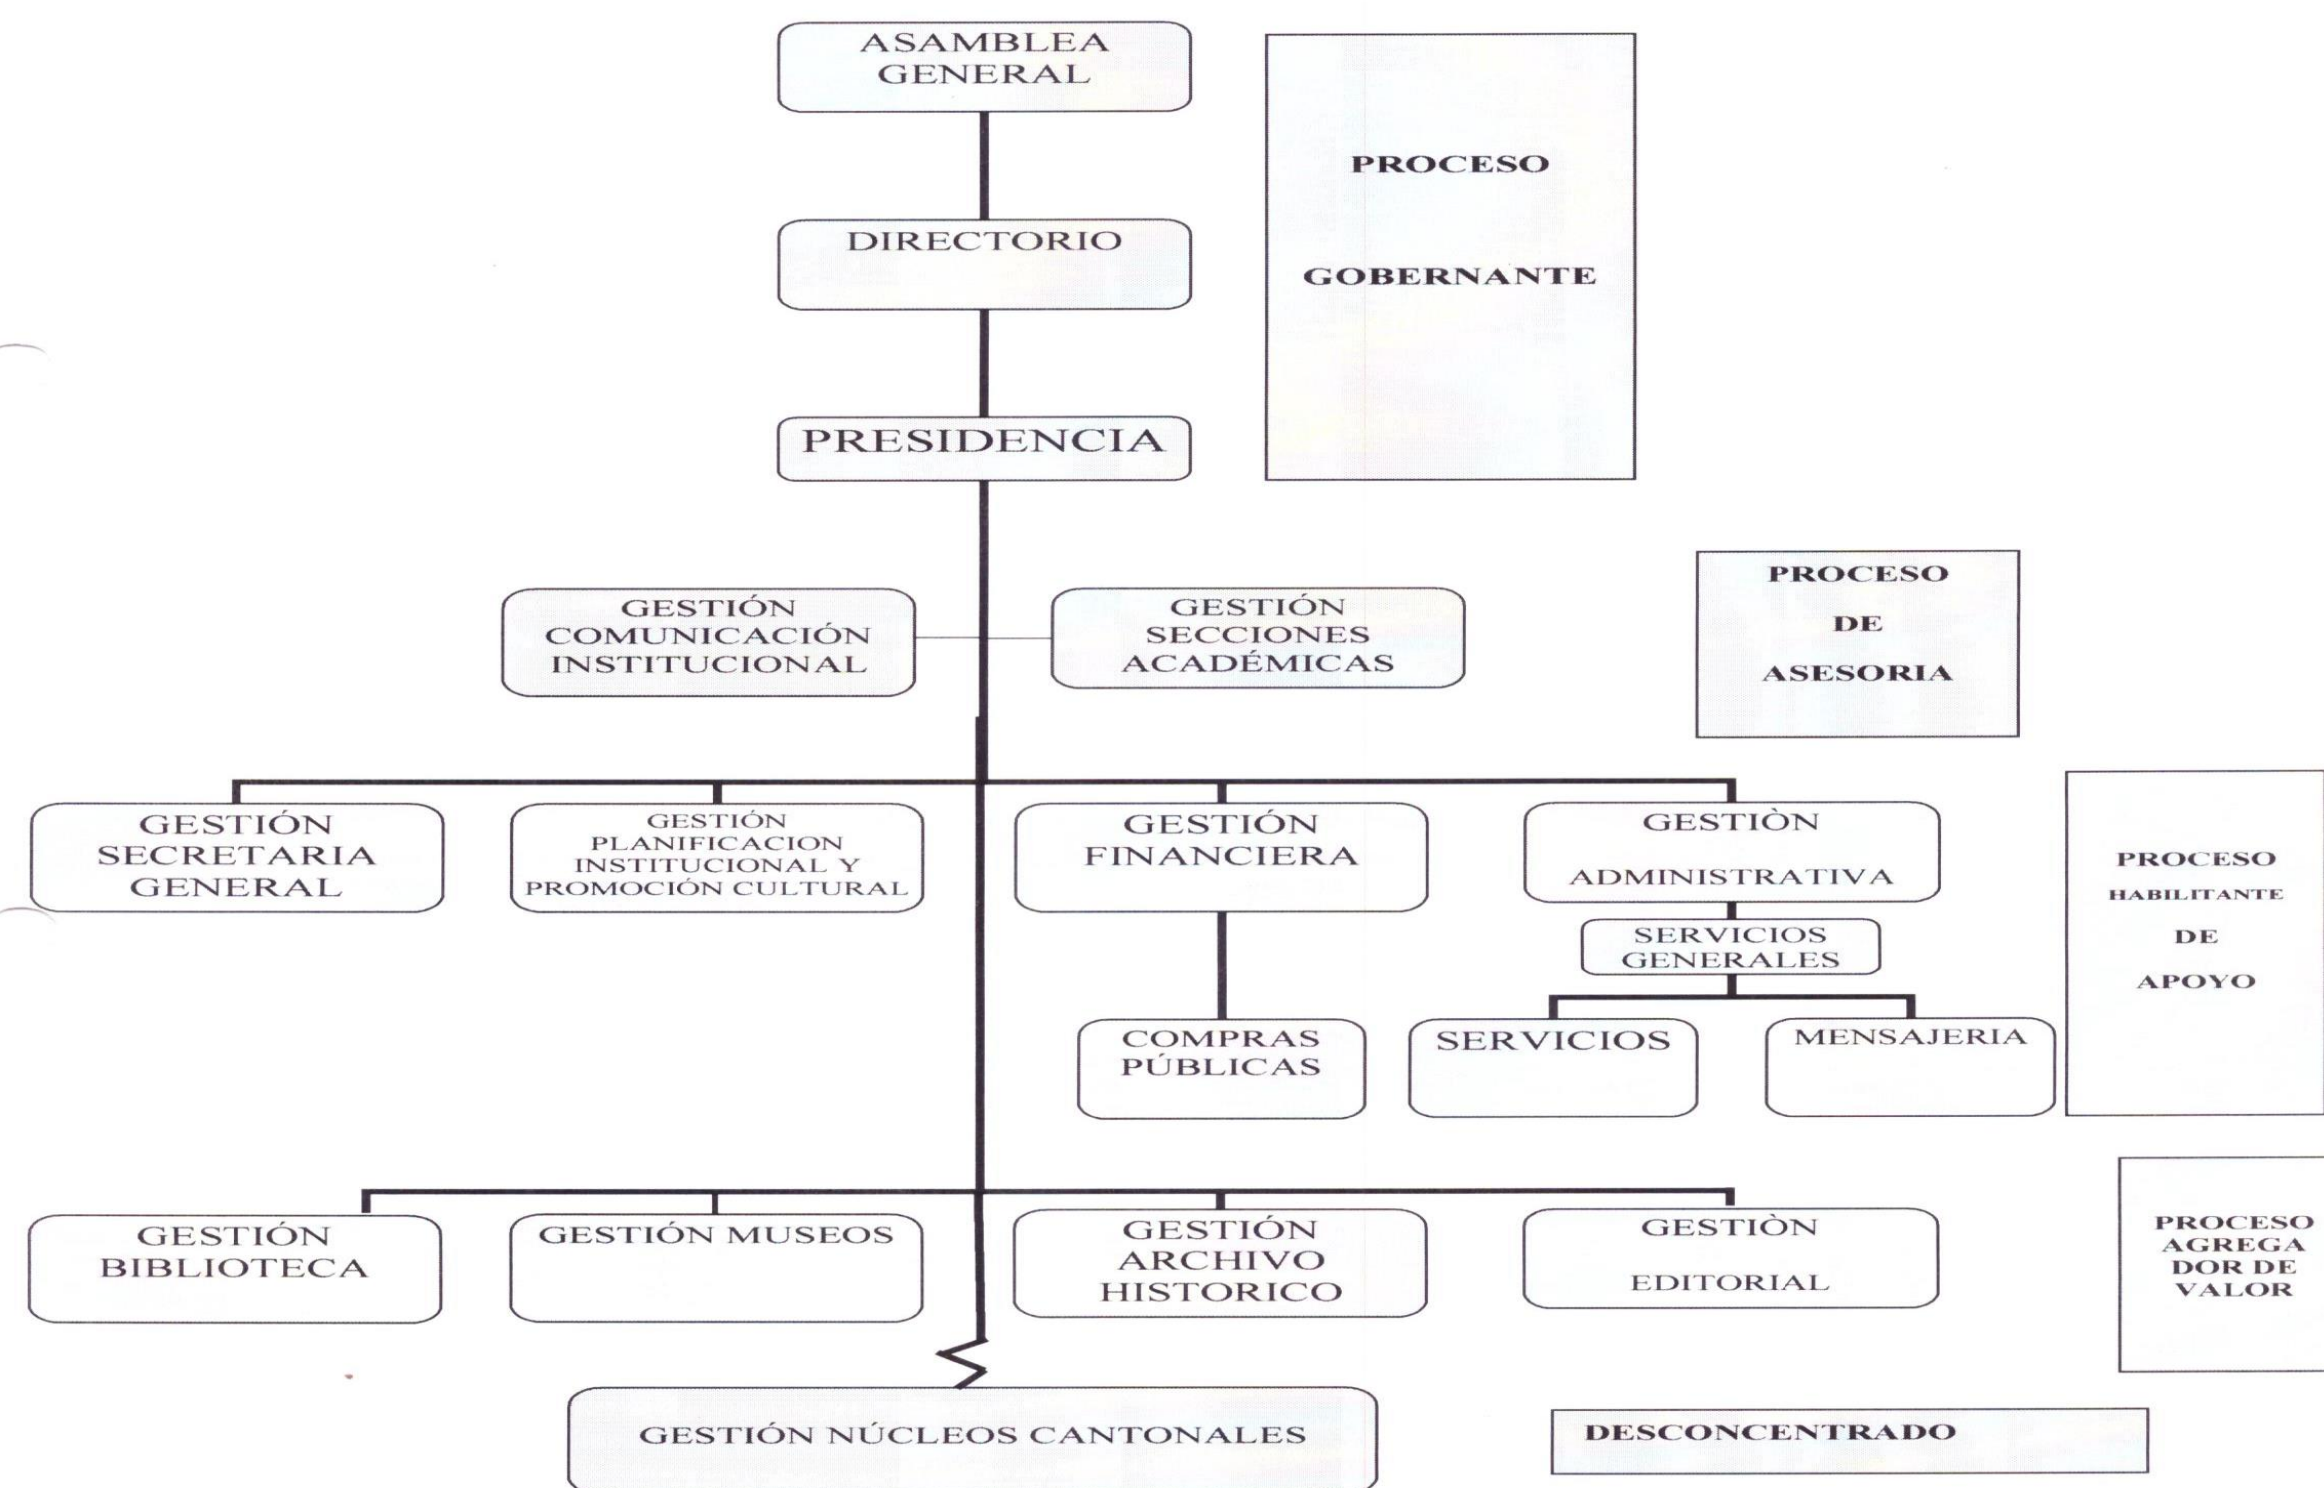 ASAMBLEA
GENERAL
PROCESO
GOBERNANTE
DIRECTORIO
PRESIDENCIA
GESTIÓN
COMUNICACIÓN
INSTITUCIONAL
GESTIÓN
SECCIONES
ACADÉMICAS
PROCESO
DE
ASESORIA
GESTIÓN
SECRETARIA
GENERAL
GESTIÓN
PLANIFICACION
INSTITUCIONAL Y
PROMOCIÓN CULTURAL
GESTIÓN
FINANCIERA
GESTIÒN
ADMINISTRATIVA
SERVICIOS
GENERALES
COMPRAS
PÚBLICAS
SERVICIOS
MENSAJERIA
PROCESO
HABILITANTE
DE
APOYO
GESTIÓN
BIBLIOTECA
GESTIÓN MUSEOS
GESTIÓN
ARCHIVO
HISTORICO
GESTIÒN
EDITORIAL
PROCESO
AGREGA
DOR DE
VALOR
GESTIÓN NÚCLEOS CANTONALES
DESCONCENTRADO